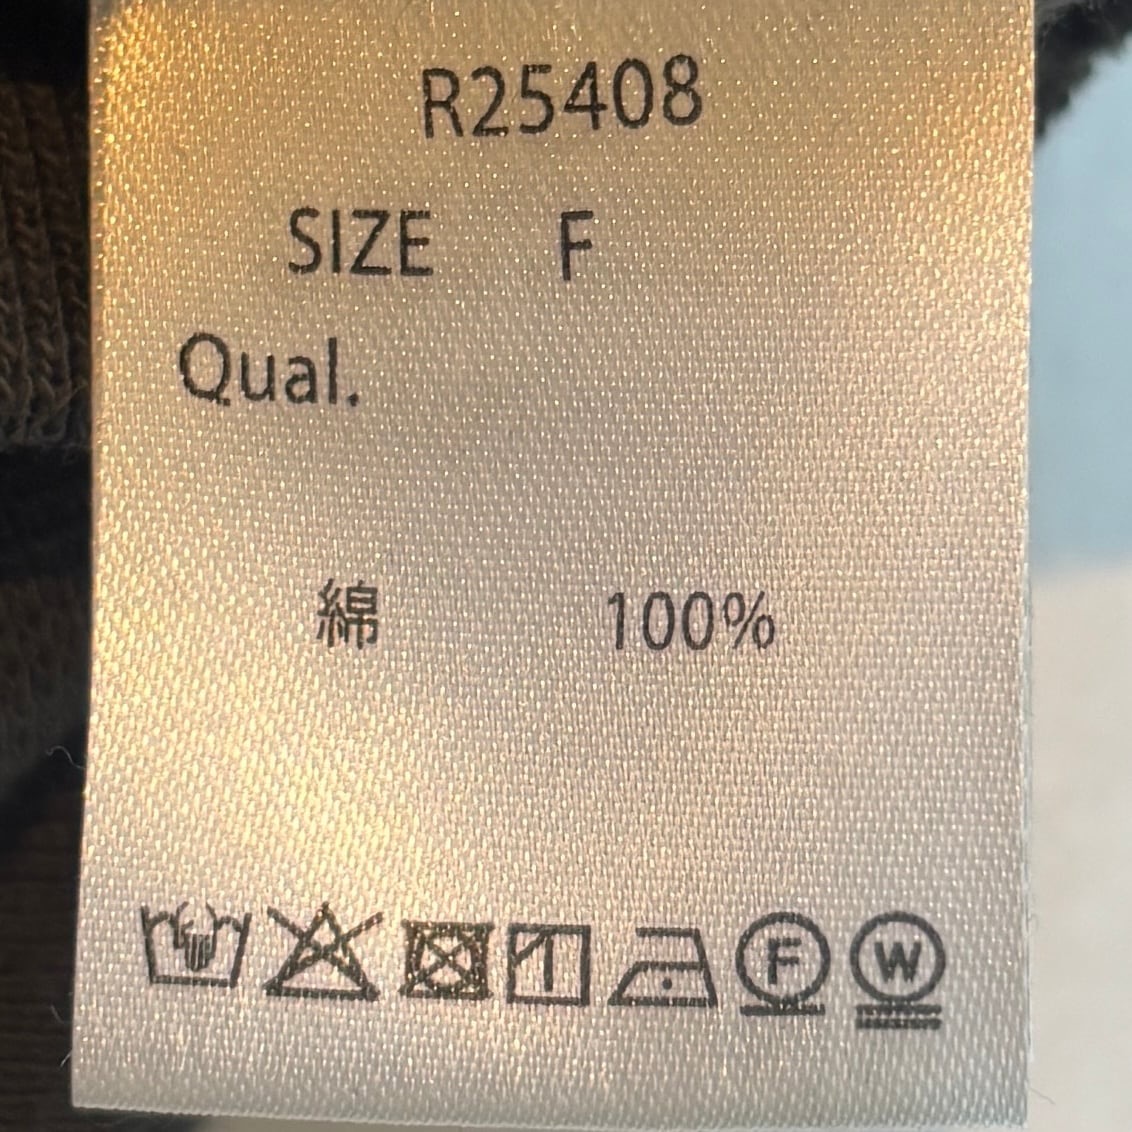 R25408
SIZE F
Qual.
綿 100%
F W